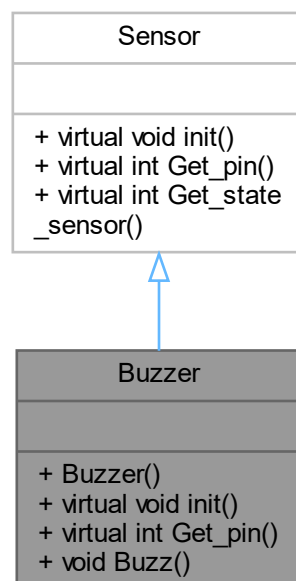 Sensor
+ virtual void init()
+ virtual int Get_pin()
+ virtual int Get_state
_sensor()
Buzzer
+ Buzzer()
+ virtual void init()
+ virtual int Get_pin()
+ void Buzz()